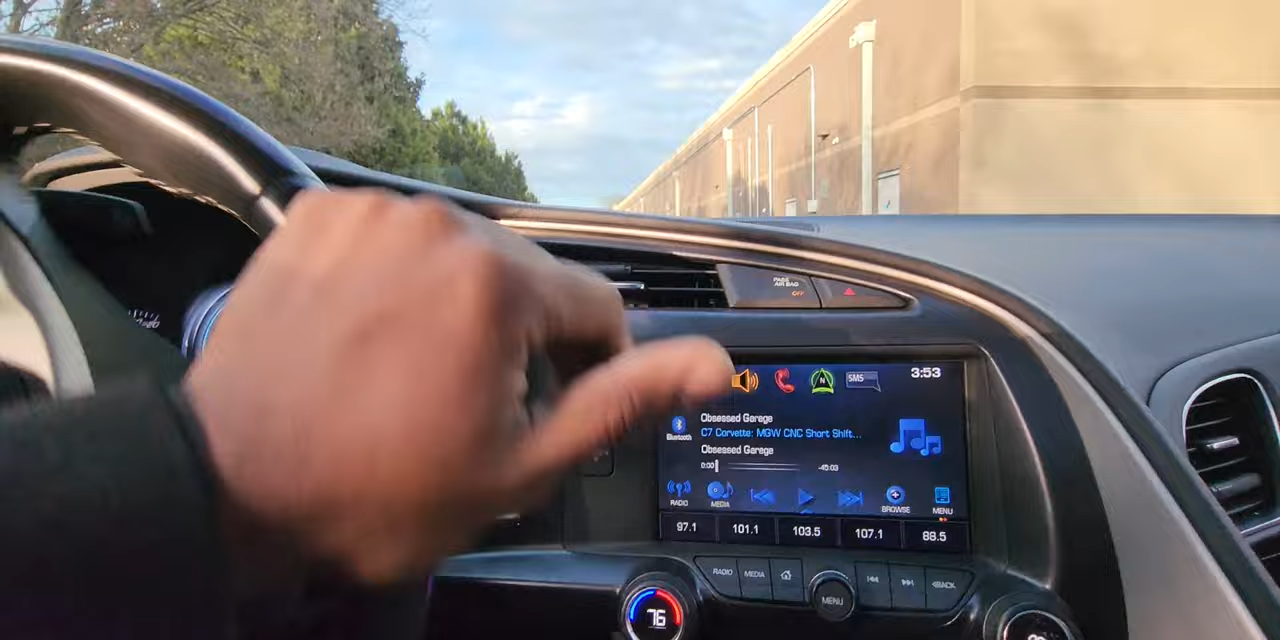 PASS
AIR BAG
OFF
SMS
3:53
N
Obsessed Garage
C7 Corvette: MGW CNC Short Shift...
Bluetooth
Obsessed Garage
0:00
-45:03
RADIO
MEDIA
BROWSE
MENU
97.1
101.1
103.5
107.1
88.5
RADIO
MEDIA
MENU
BACK
76